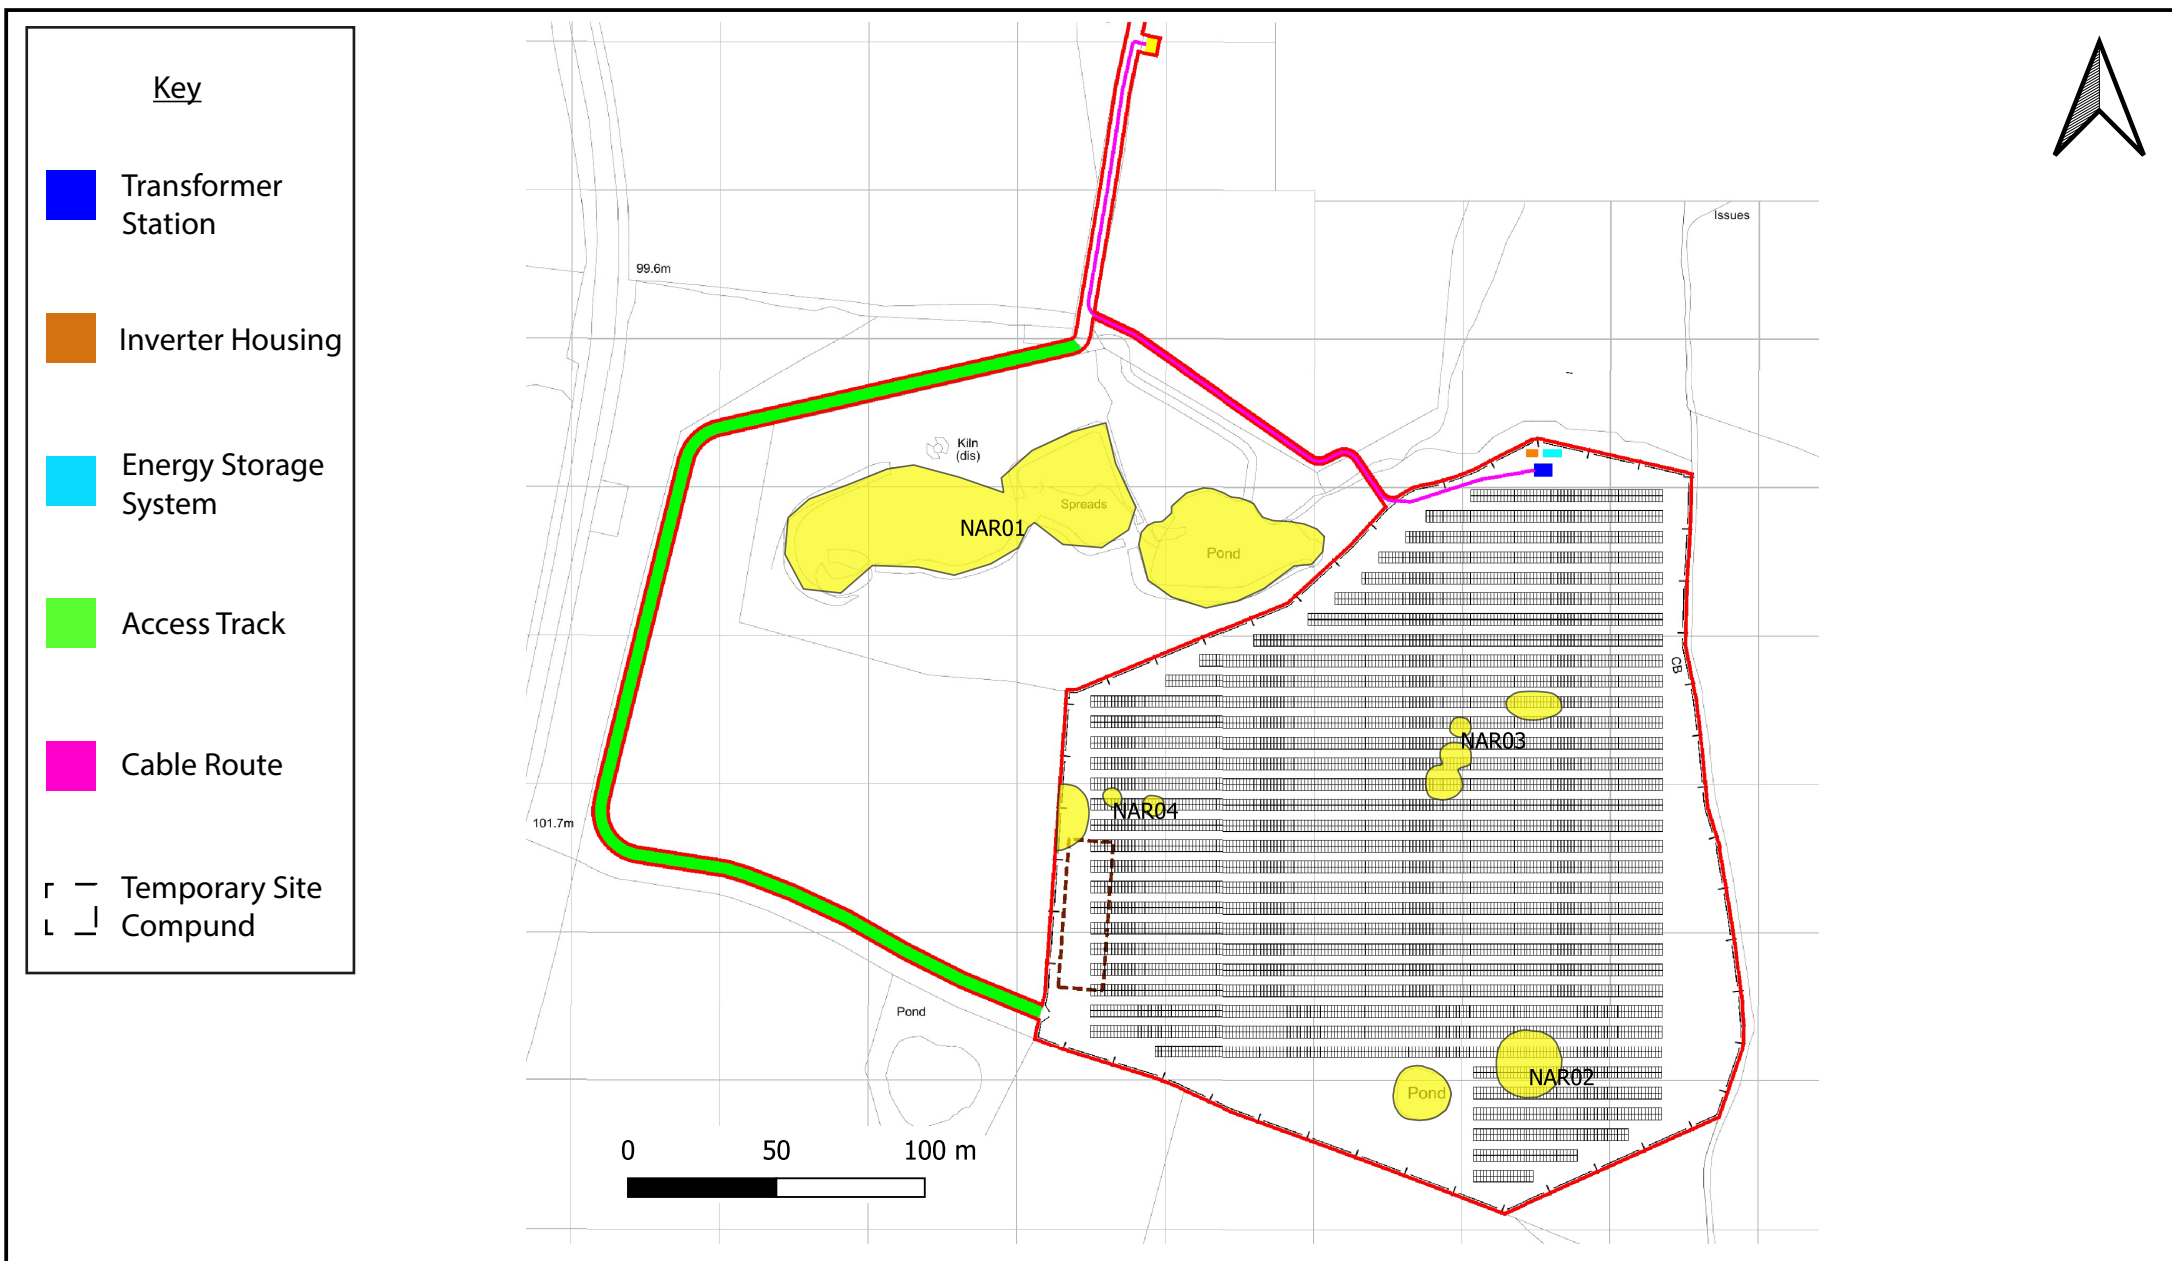 Key
Transformer
Station
Inverter Housing
Energy Storage
System
Access Track
Cable Route
Temporary Site
Compund
Issues
99.6m
Kiln
(dis)
Spreads
NAR01
Pond
CB
NAR03
NAR04
101.7m
Pond
NAR02
Pond
0 50 100 m